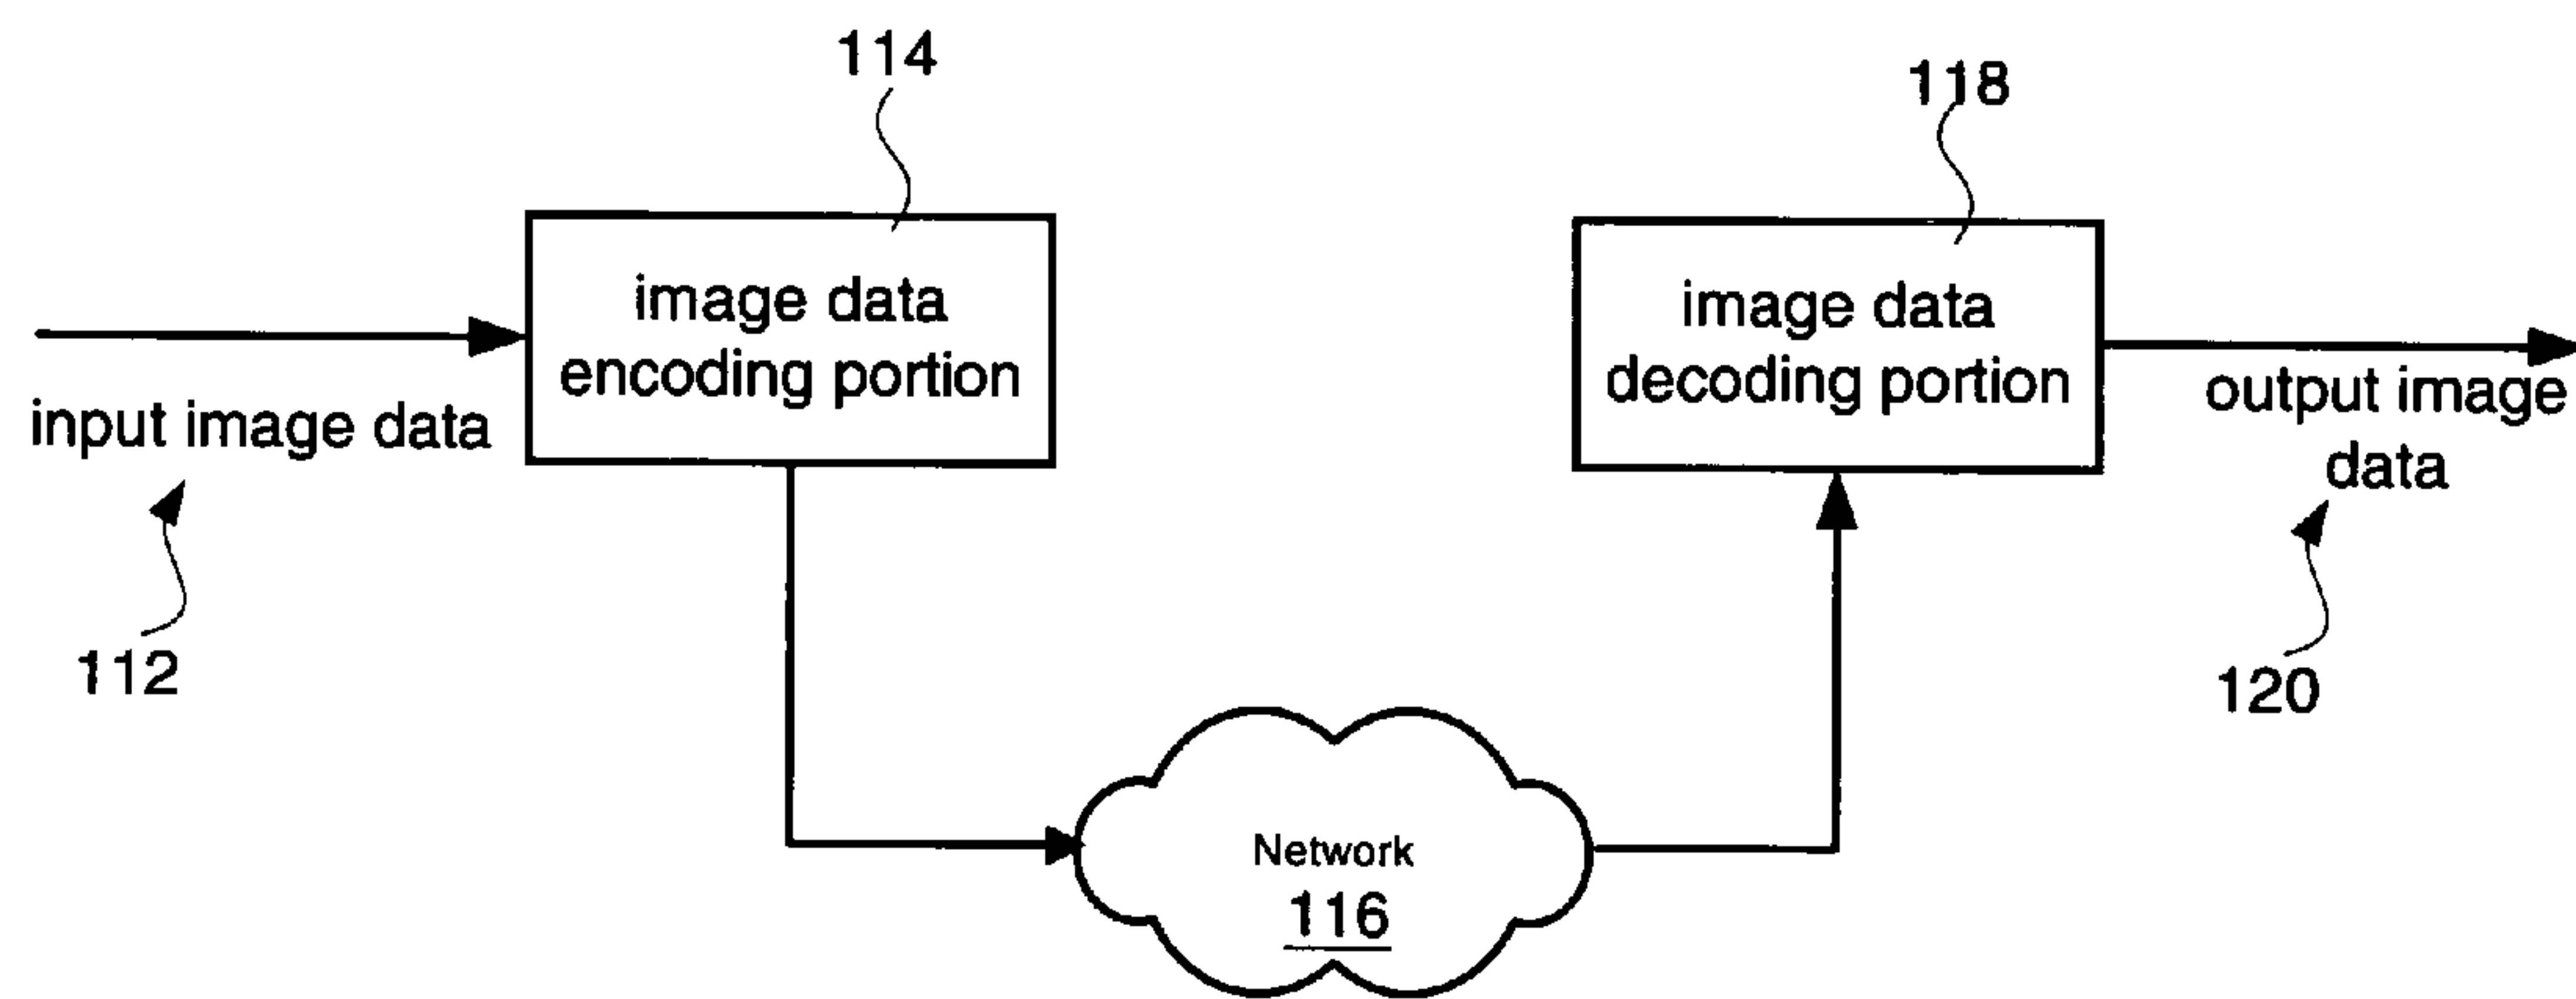 114
118
image data
encoding portion
image data
decoding portion
input image data
output image
data
112
120
Network
116